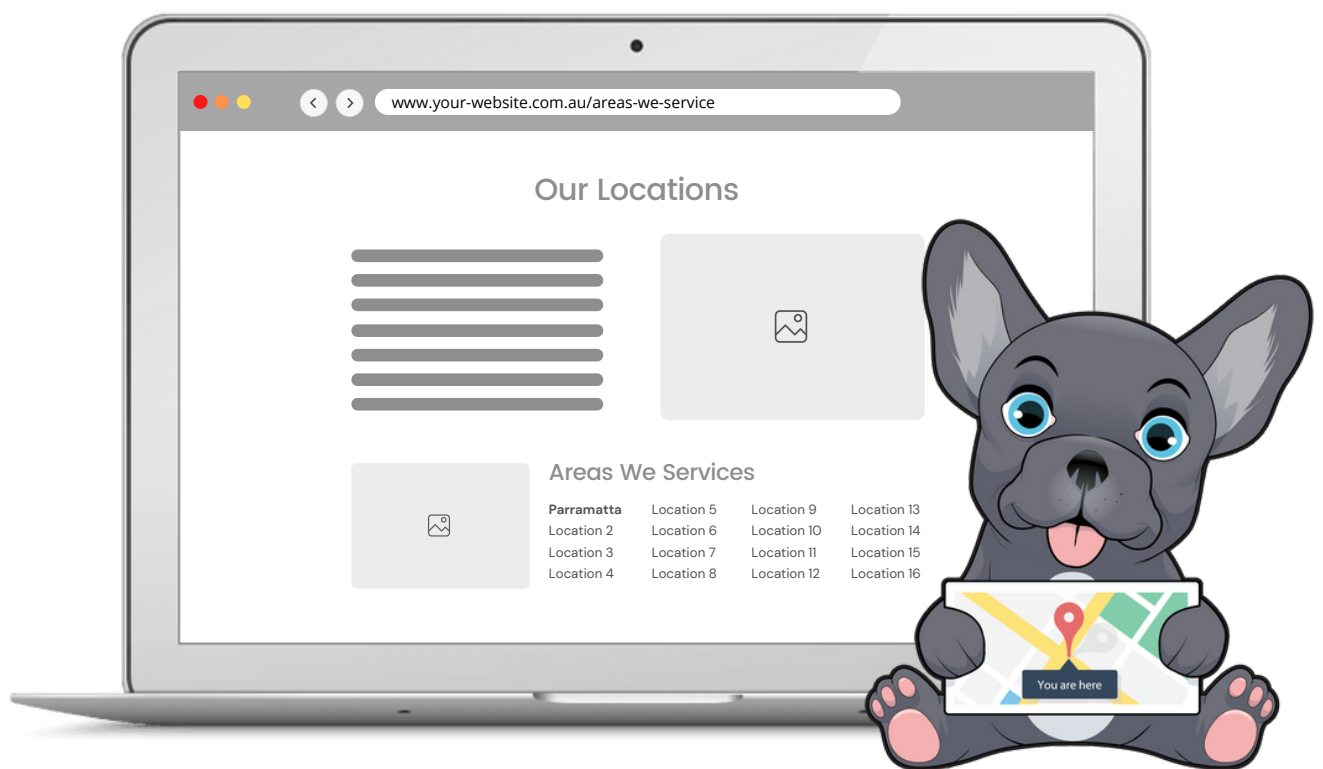 www.your-website.com.au/areas-we-service
Our Locations
Areas We Services
Parramatta Location 5 Location 9 Location 13
Location 2 Location 6 Location 10 Location 14
Location 3 Location 7 Location 11 Location 15
Location 4 Location 8 Location 12 Location 16
You are here